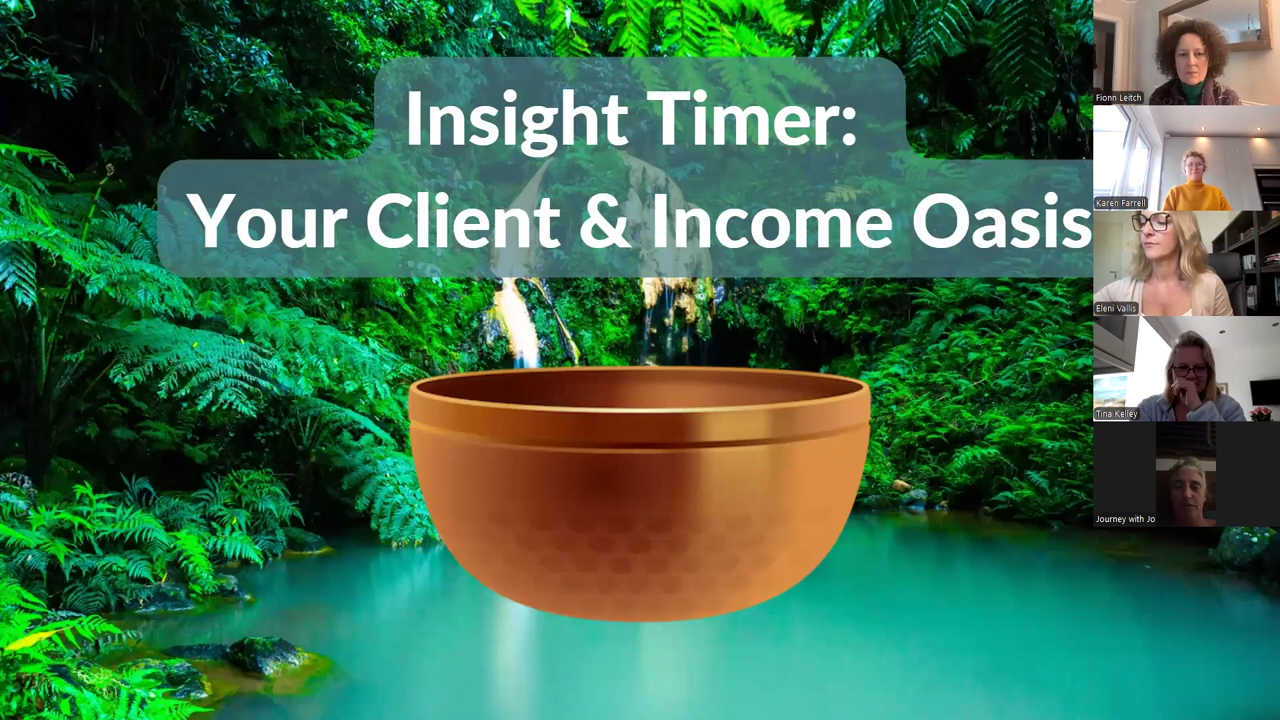 Insight Timer:
Your Client & Income Oasis
Fionn Leitch
Karen Farrell
Eleni Vallis
Tina Kelley
Journey with Jo